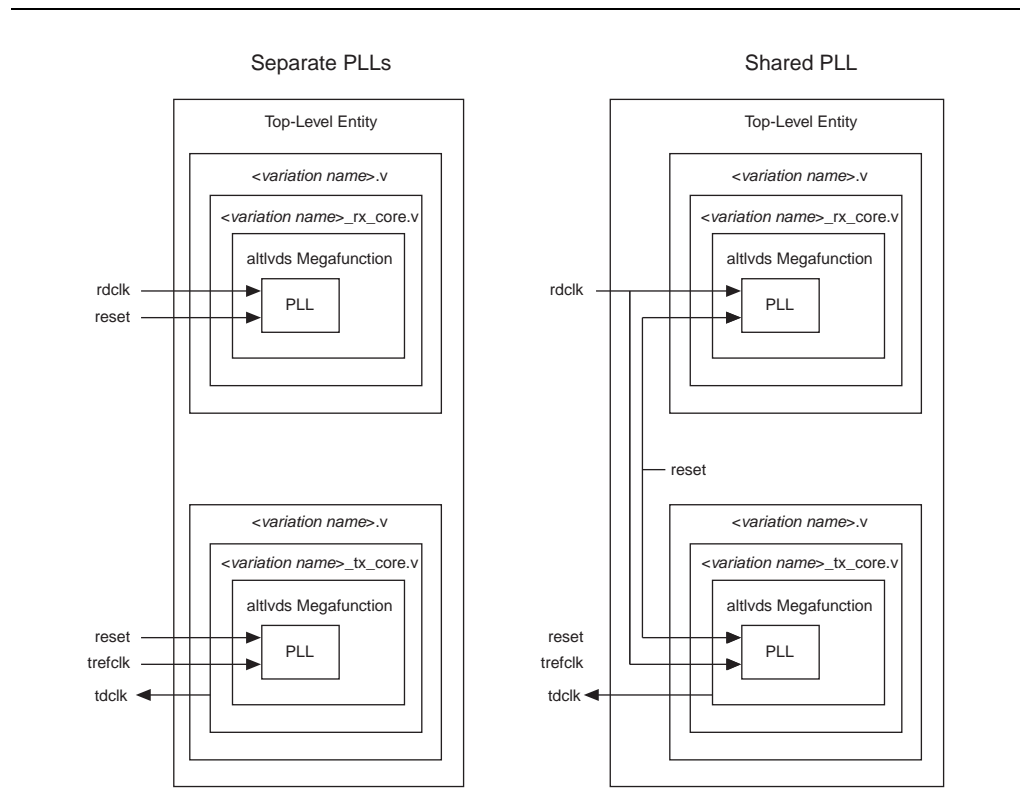 Separate PLLs
Top-Level Entity
<variation name>.v
<variation name>_rx_core.v
altlvds Megafunction
rdclk
reset
PLL
<variation name>.v
<variation name>_tx_core.v
altlvds Megafunction
reset
trefclk
tdclk
PLL
Shared PLL
Top-Level Entity
<variation name>.v
<variation name>_rx_core.v
altlvds Megafunction
rdclk
PLL
reset
<variation name>.v
<variation name>_tx_core.v
altlvds Megafunction
reset
trefclk
tdclk
PLL